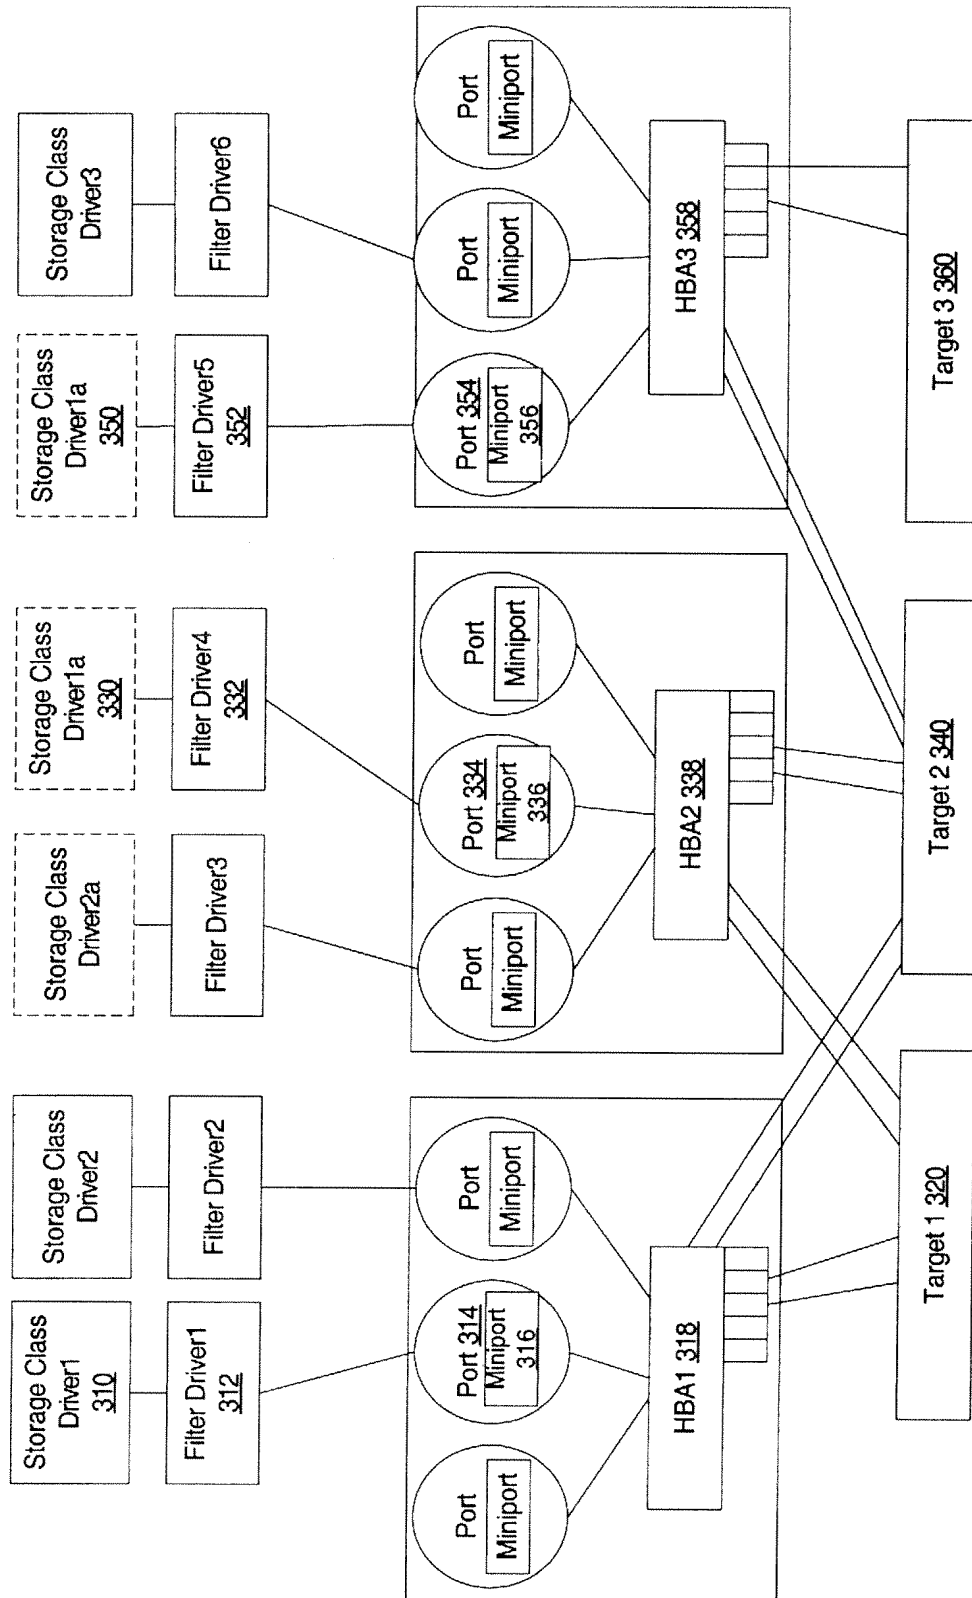 Storage Class
Driver1
310
Storage Class
Driver2
Storage Class
Driver2a
Storage Class
Driver1a
330
Storage Class
Driver1a
350
Storage Class
Driver3
Filter Driver1
312
Filter Driver2
Filter Driver3
Filter Driver4
332
Filter Driver5
352
Filter Driver6
Port
Miniport
Port 314
Miniport
316
Port
Miniport
Port
Miniport
Port 334
Miniport
336
Port
Miniport
Port 354
Miniport
356
Port
Miniport
Port
Miniport
HBA1 318
HBA2 338
HBA3 358
Target 1 320
Target 2 340
Target 3 360